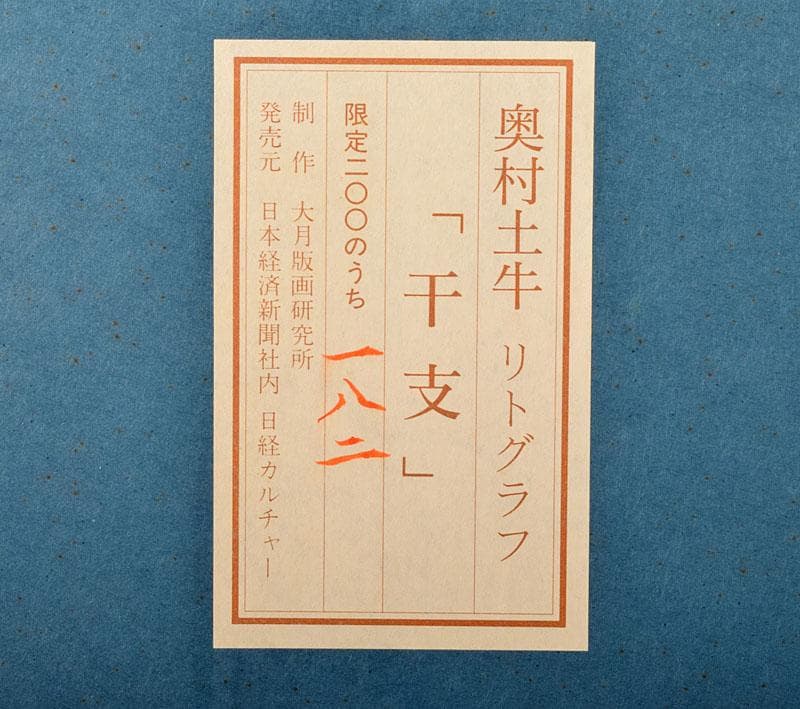 奥村土牛 リトグラフ
「干支」
限定二〇〇のうち 一八二
制作 大月版画研究所
発売元 日本経済新聞社内 日経カルチャー